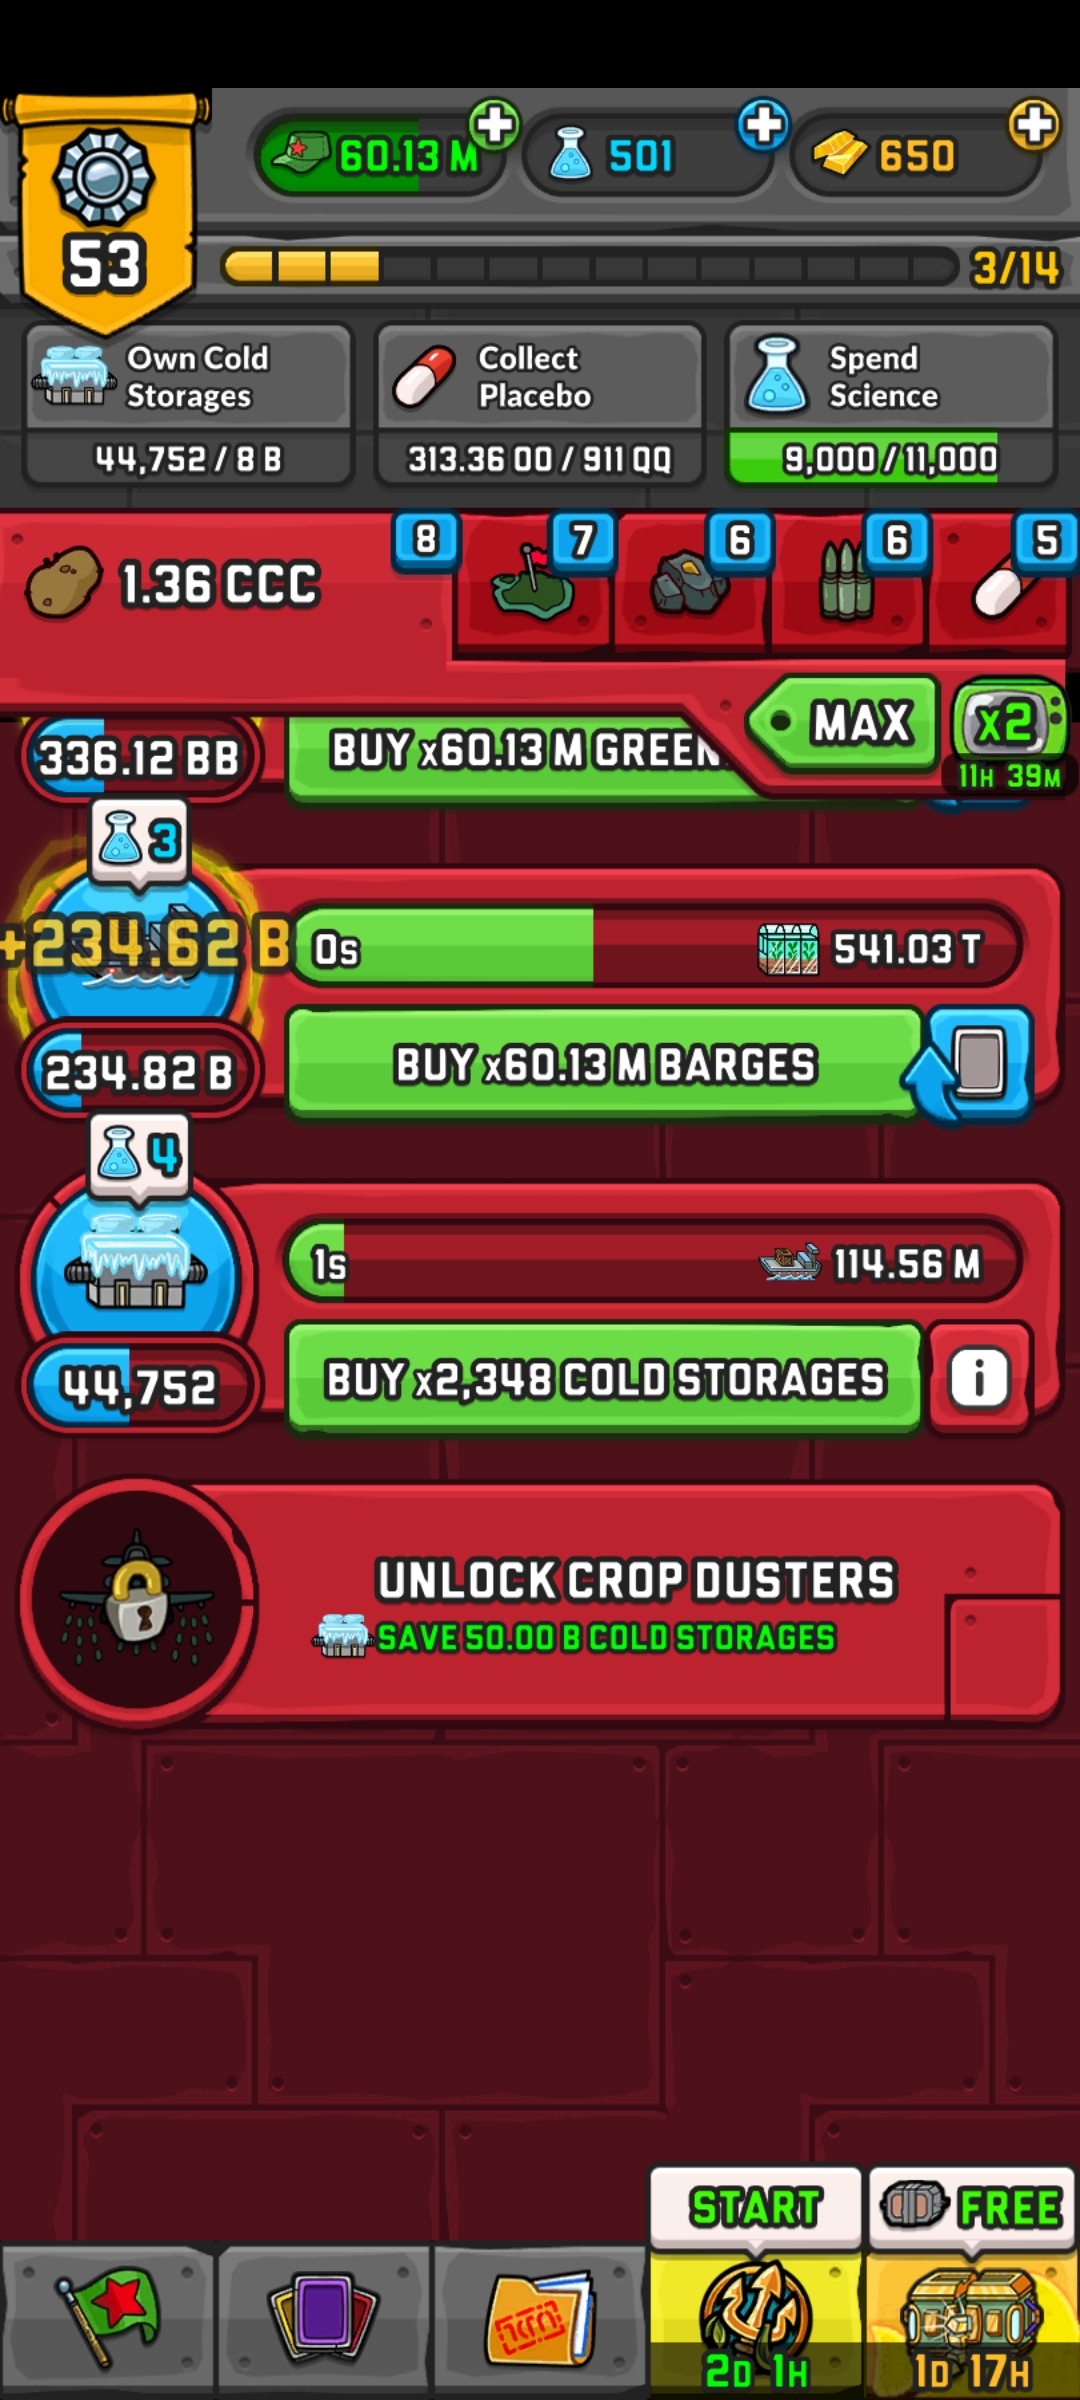 53
60.13 M
501
650
3/14
Own Cold
Storages
44,752 / 8 B
Collect
Placebo
313.36 OO / 911 QQ
Spend
Science
9,000 / 11,000
1.36 CCC
8
7
6
6
5
MAX
x2
11H 39M
336.12 BB
BUY x60.13 M GREEN
3
+234.62 B
0s
541.03 T
234.82 B
BUY x60.13 M BARGES
4
1s
114.56 M
44,752
BUY x2,348 COLD STORAGES
i
UNLOCK CROP DUSTERS
SAVE 50.00 B COLD STORAGES
START
FREE
2D 1H
1D 17H